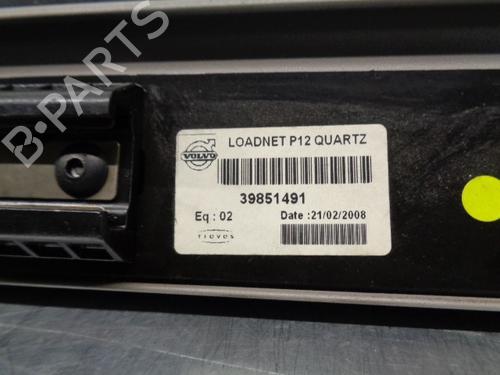 B-PARTS
VOLVO
LOADNET P12 QUARTZ
39851491
Eq : 02
Date : 21/02/2008